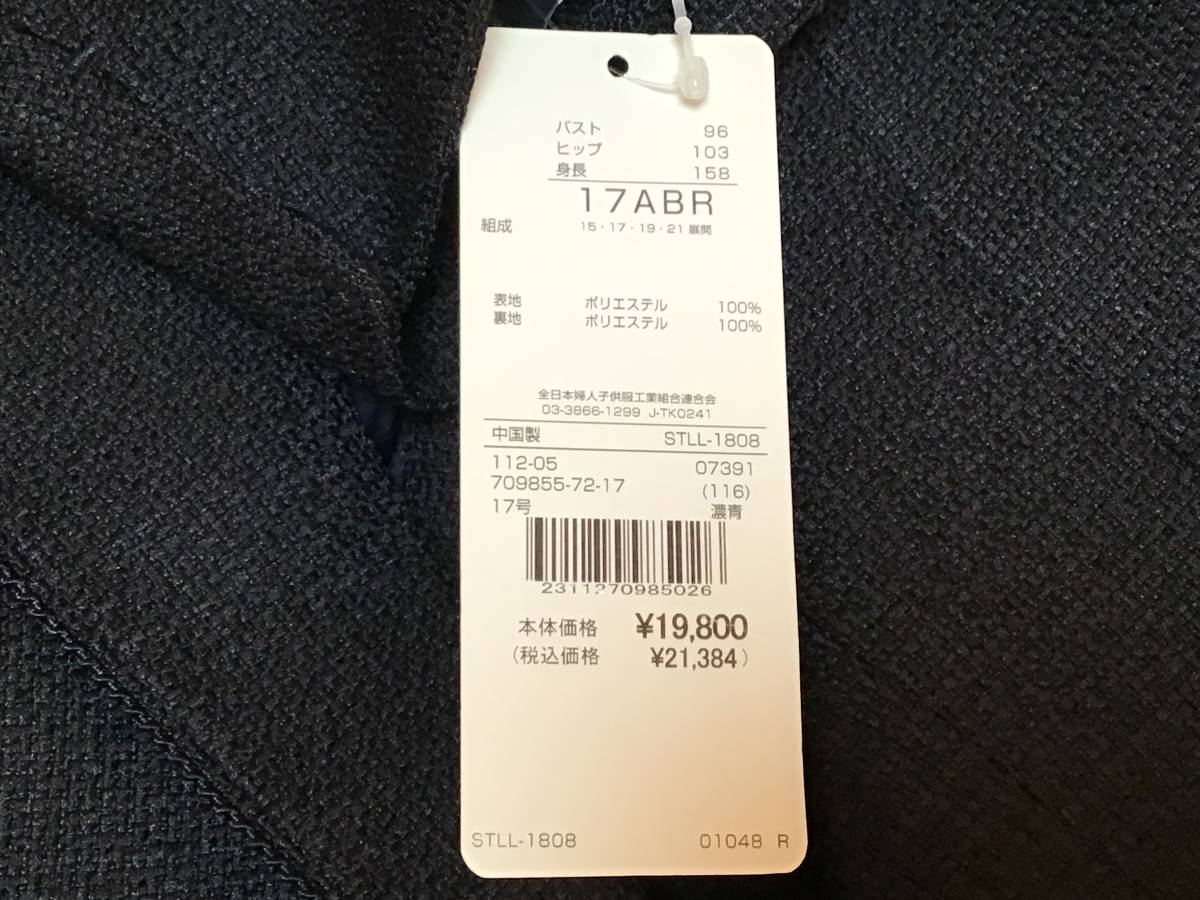 バスト 96
ヒップ 103
身長 158
17ABR
組成 15・17・19・21 展開
表地 ポリエステル 100%
裏地 ポリエステル 100%
全日本婦人子供服工業組合連合会
03-3866-1299 J-TK0241
中国製 STLL-1808
112-05 07391
709855-72-17 (116)
17号 濃青
2311270985026
本体価格 ¥19,800
(税込価格 ¥21,384)
STLL-1808 01048 R